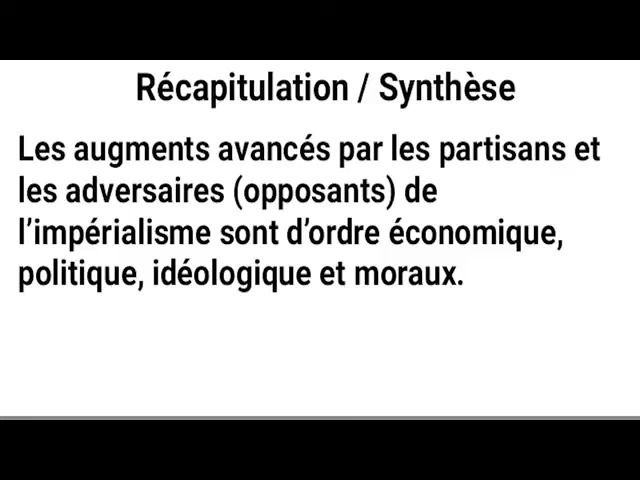 Récapitulation / Synthèse
Les augments avancés par les partisans et
les adversaires (opposants) de
l’impérialisme sont d’ordre économique,
politique, idéologique et moraux.